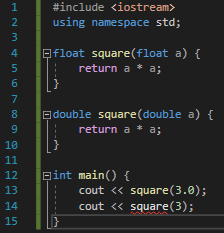 1 #include <iostream>
2 using namespace std;
3
4 float square(float a) {
5 return a * a;
6 }
7
8 double square(double a) {
9 return a * a;
10 }
11
12 int main() {
13 cout << square(3.0);
14 cout << square(3);
15 }